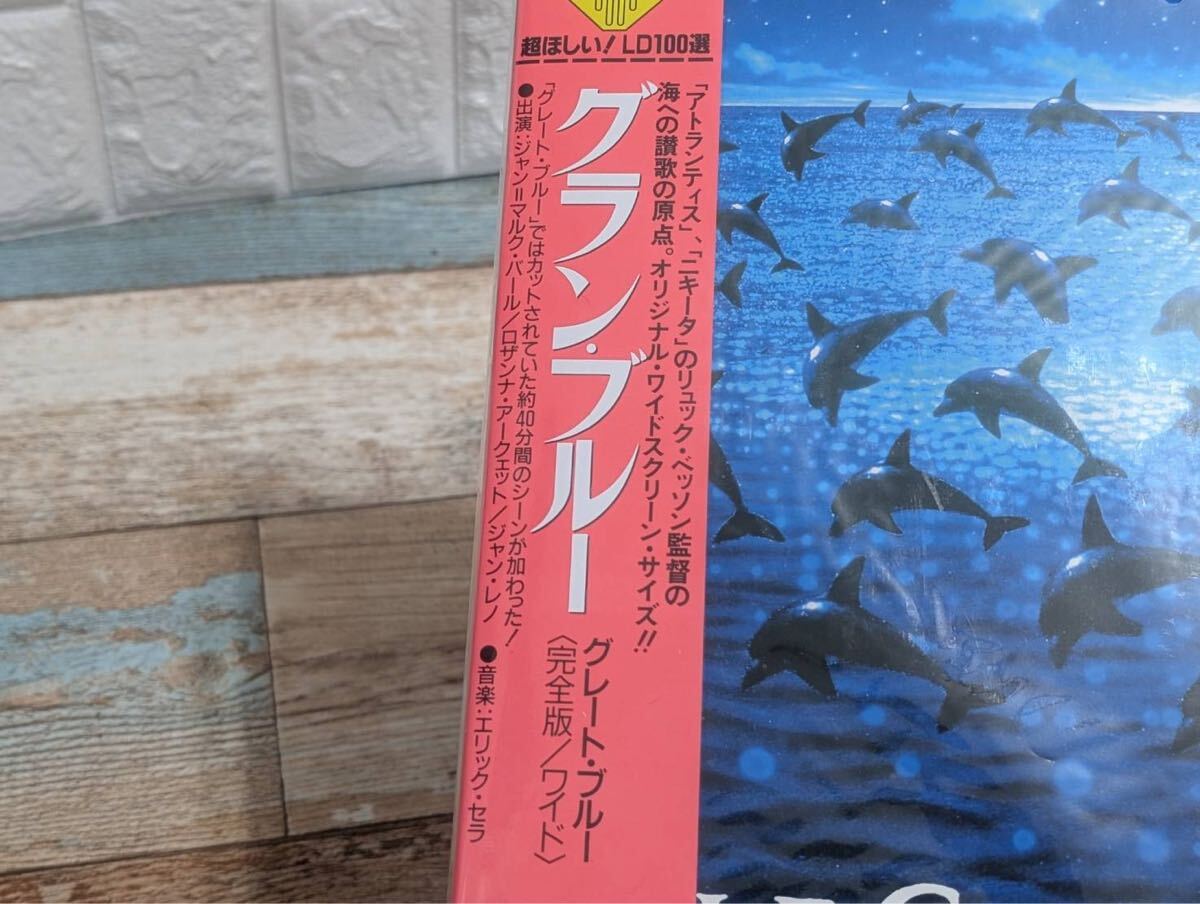 超ほしい!LD100選
「アトランティス」、「ニキータ」のリュック・ベッソン監督の
海への讃歌の原点。オリジナル・ワイドスクリーン・サイズ!!
グラン・ブルー
グレート・ブルー
〈完全版/ワイド〉
「グレート・ブルー」ではカットされていた約40分間のシーンが加わった!
●出演:ジャン=マルク・バール/ロザンナ・アークェット/ジャン・レノ
●音楽:エリック・セラ